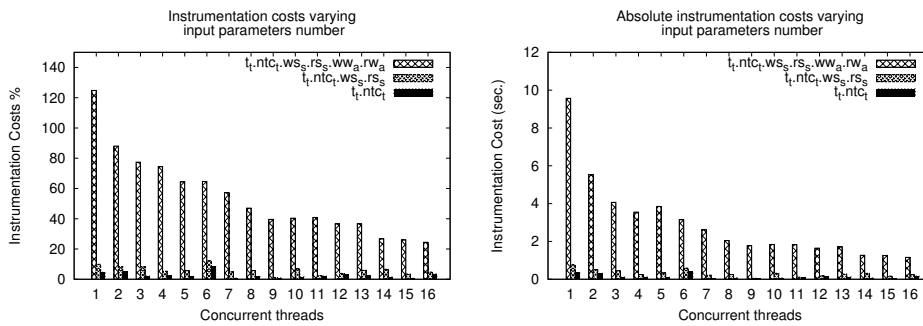 Instrumentation costs varying
input parameters number
140
120
100
80
60
40
20
0
Instrumentation Costs %
t_t.ntc_t.ws_s.rs_s.ww_a.rw_a
t_t.ntc_t.ws_s.rs_s
t_t.ntc_t
1 2 3 4 5 6 7 8 9 10 11 12 13 14 15 16
Concurrent threads
Absolute instrumentation costs varying
input parameters number
12
10
8
6
4
2
0
Instrumentation Cost (sec.)
t_t.ntc_t.ws_s.rs_s.ww_a.rw_a
t_t.ntc_t.ws_s.rs_s
t_t.ntc_t
1 2 3 4 5 6 7 8 9 10 11 12 13 14 15 16
Concurrent threads